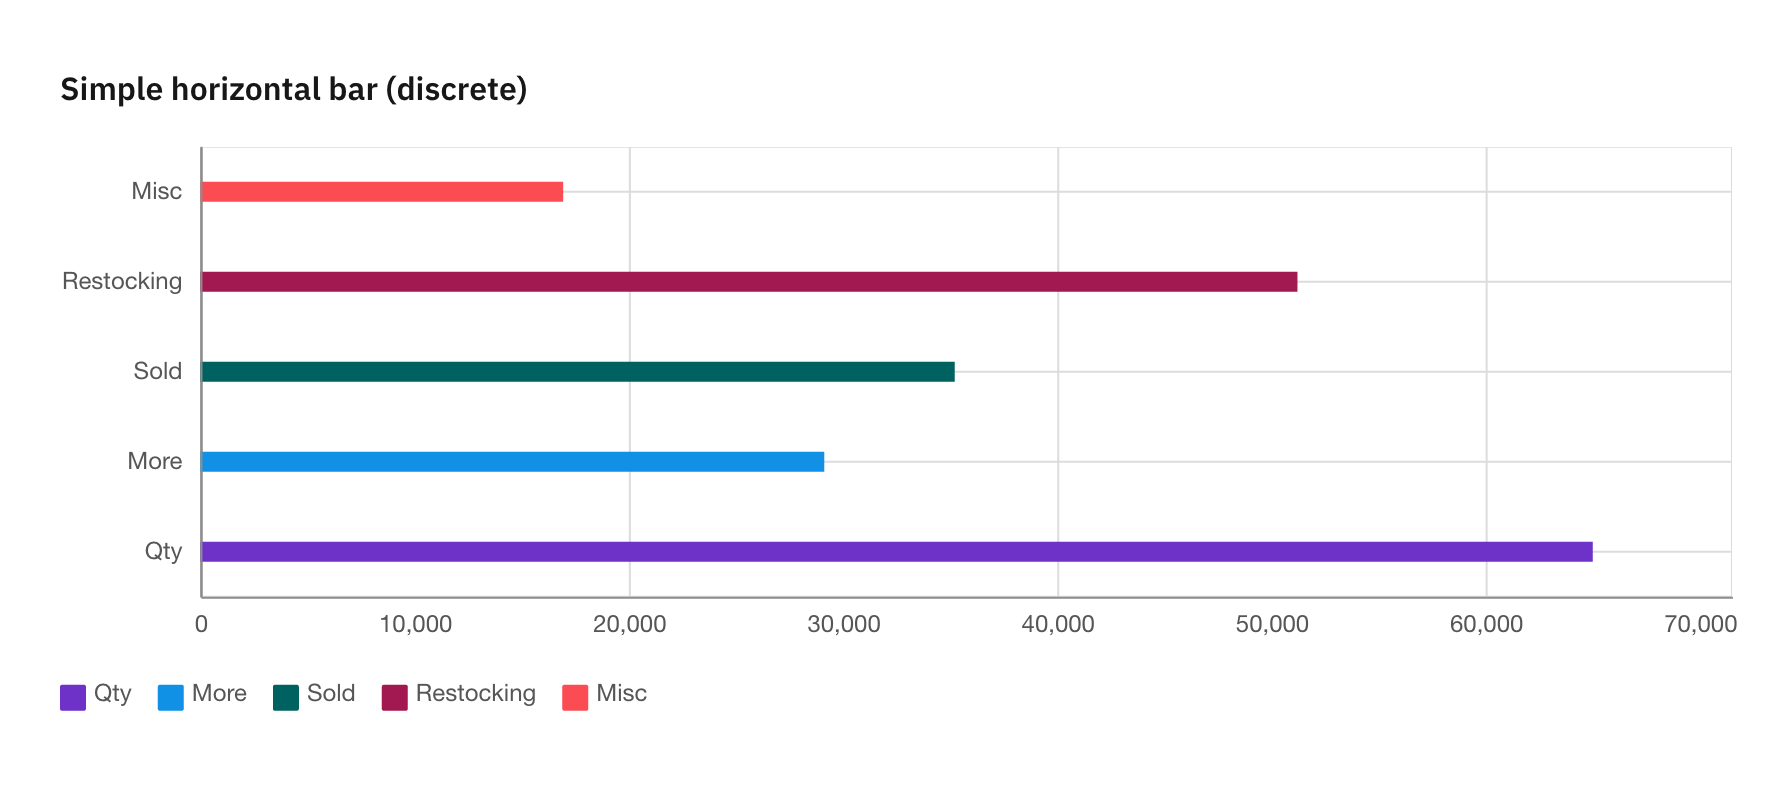 Simple horizontal bar (discrete)
Misc
Restocking
Sold
More
Qty
0 10,000 20,000 30,000 40,000 50,000 60,000 70,000
Qty More Sold Restocking Misc